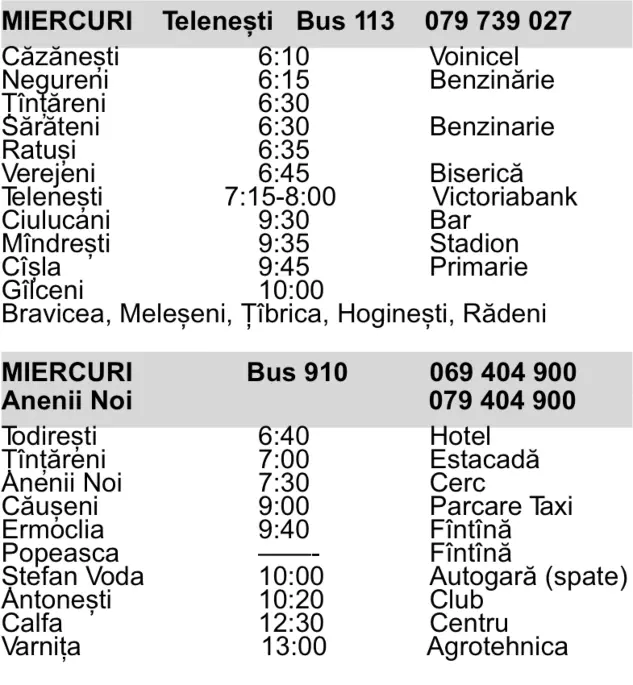 MIERCURI Telenești Bus 113 079 739 027
Căzănești 6:10 Voinicel
Negureni 6:15 Benzinărie
Țînțăreni 6:30
Sărăteni 6:30 Benzinarie
Ratuși 6:35
Verejeni 6:45 Biserică
Telenești 7:15-8:00 Victoriabank
Ciulucani 9:30 Bar
Mîndrești 9:35 Stadion
Cîșla 9:45 Primarie
Gîlceni 10:00
Bravicea, Meleșeni, Țîbrica, Hoginești, Rădeni
MIERCURI Bus 910 069 404 900
Anenii Noi 079 404 900
Todirești 6:40 Hotel
Țînțăreni 7:00 Estacadă
Anenii Noi 7:30 Cerc
Căușeni 9:00 Parcare Taxi
Ermoclia 9:40 Fîntînă
Popeasca ——- Fîntînă
Ștefan Voda 10:00 Autogară (spate)
Antonești 10:20 Club
Calfa 12:30 Centru
Varnița 13:00 Agrotehnica